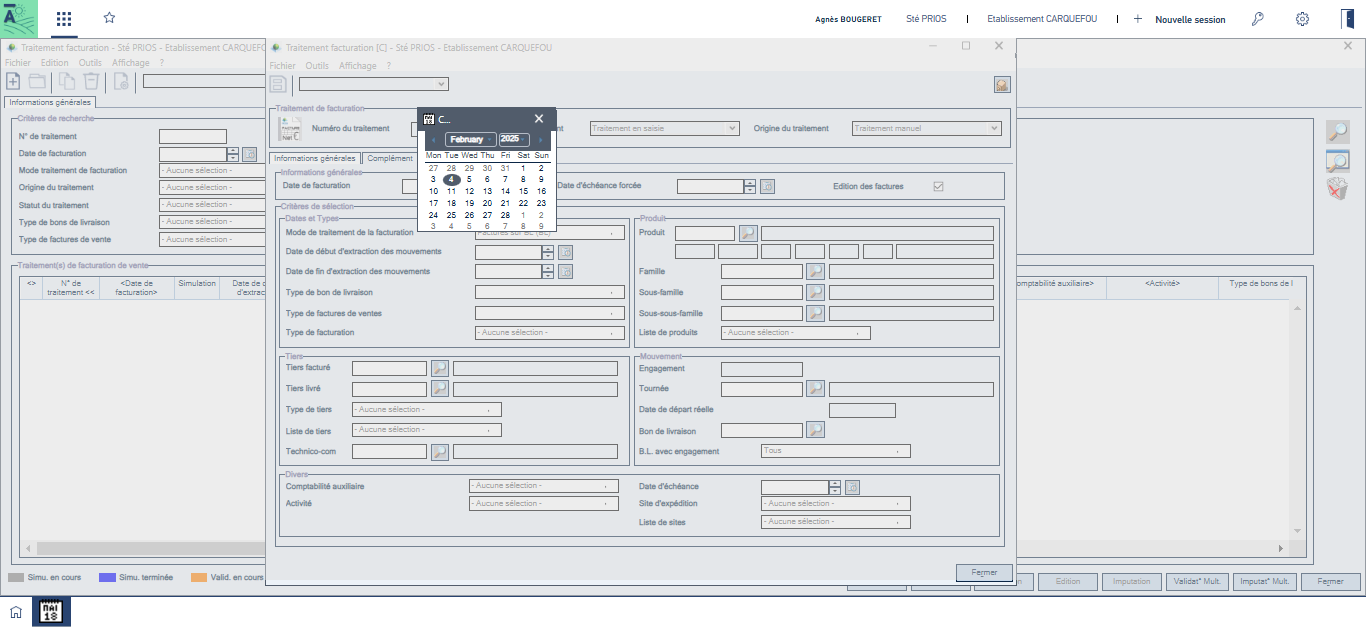 Agnès BOUGERET Sté PRIOS | Etablissement CARQUEFOU | + Nouvelle session
Traitement facturation - Sté PRIOS - Etablissement CARQUEFO
Fichier Edition Outils Affichage ?
Informations générales
Critères de recherche
N° de traitement
Date de facturation
Mode traitement de facturation - Aucune sélection -
Origine du traitement - Aucune sélection -
Statut du traitement - Aucune sélection -
Type de bons de livraison - Aucune sélection -
Type de factures de vente - Aucune sélection -
Traitement(s) de facturation de vente
<> N° de traitement << <Date de facturation> Simulation
omptabilité auxiliaire> <Activité> Type de bons de l
Simu. en cours Simu. terminée Valid. en cours
Traitement facturation [C] - Sté PRIOS - Etablissement CARQUEFOU
Fichier Outils Affichage ?
Traitement de facturation
Numéro du traitement Traitement en saisie Origine du traitement Traitement manuel
C...
February 2025
Mon Tue Wed Thu Fri Sat Sun
27 28 29 30 31 1 2
3 4 5 6 7 8 9
10 11 12 13 14 15 16
17 18 19 20 21 22 23
24 25 26 27 28 1 2
3 4 5 6 7 8 9
Informations générales Complément
Informations générales
Date de facturation Date d'échéance forcée Edition des factures
Critères de sélection
Dates et Types
Mode de traitement de la facturation Factures sur BL (BL)
Date de début d'extraction des mouvements
Date de fin d'extraction des mouvements
Type de bon de livraison
Type de factures de ventes
Type de facturation - Aucune sélection -
Produit
Produit
Famille
Sous-famille
Sous-sous-famille
Liste de produits - Aucune sélection -
Tiers
Tiers facturé
Tiers livré
Type de tiers - Aucune sélection -
Liste de tiers - Aucune sélection -
Technico-com
Mouvement
Engagement
Tournée
Date de départ réelle
Bon de livraison
B.L. avec engagement Tous
Divers
Comptabilité auxiliaire - Aucune sélection -
Activité - Aucune sélection -
Date d'échéance
Site d'expédition - Aucune sélection -
Liste de sites - Aucune sélection -
Fermer
Edition Imputation Validat° Mult. Imputat° Mult. Fermer
MAI
18